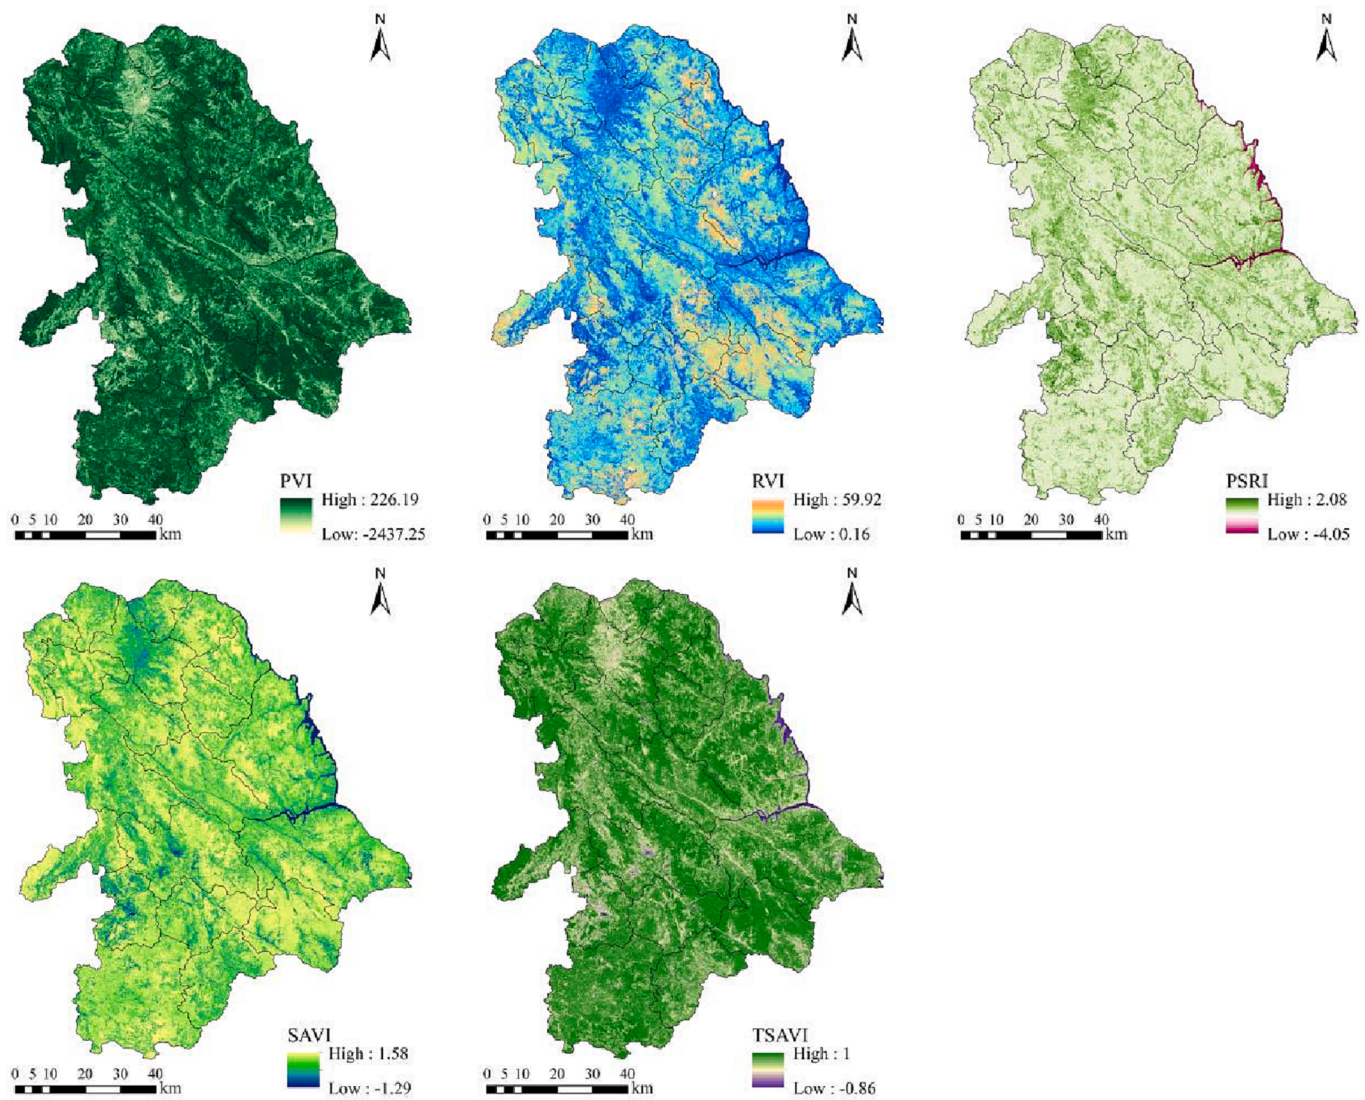 N
N
N
PVI
High : 226.19
Low: -2437.25
0 5 10 20 30 40
km
RVI
High : 59.92
Low : 0.16
0 5 10 20 30 40
km
PSRI
High : 2.08
Low : -4.05
0 5 10 20 30 40
km
N
N
SAVI
High : 1.58
Low : -1.29
0 5 10 20 30 40
km
TSAVI
High : 1
Low : -0.86
0 5 10 20 30 40
km